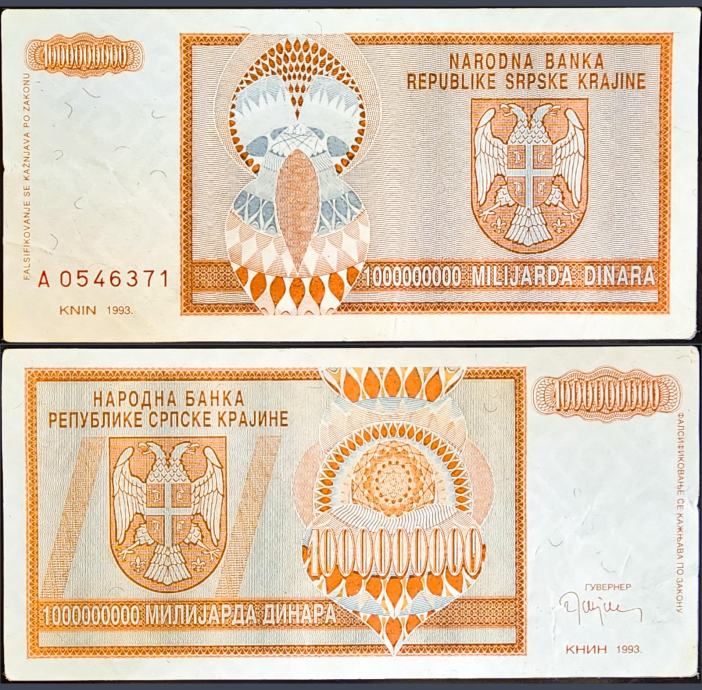 1000000000
NARODNA BANKA
REPUBLIKE SRPSKE KRAJINE
FALSIFIKOVANJE SE KAŽNJAVA PO ZAKONU
A 0546371
KNIN 1993.
1000000000 MILIJARDA DINARA
НАРОДНА БАНКА
РЕПУБЛИКЕ СРПСКЕ КРАЈИНЕ
1000000000
ФАЛСИФИКОВАЊЕ СЕ КАЖЊАВА ПО ЗАКОНУ
1000000000
ГУВЕРНЕР
1000000000 МИЛИЈАРДА ДИНАРА
КНИН 1993.